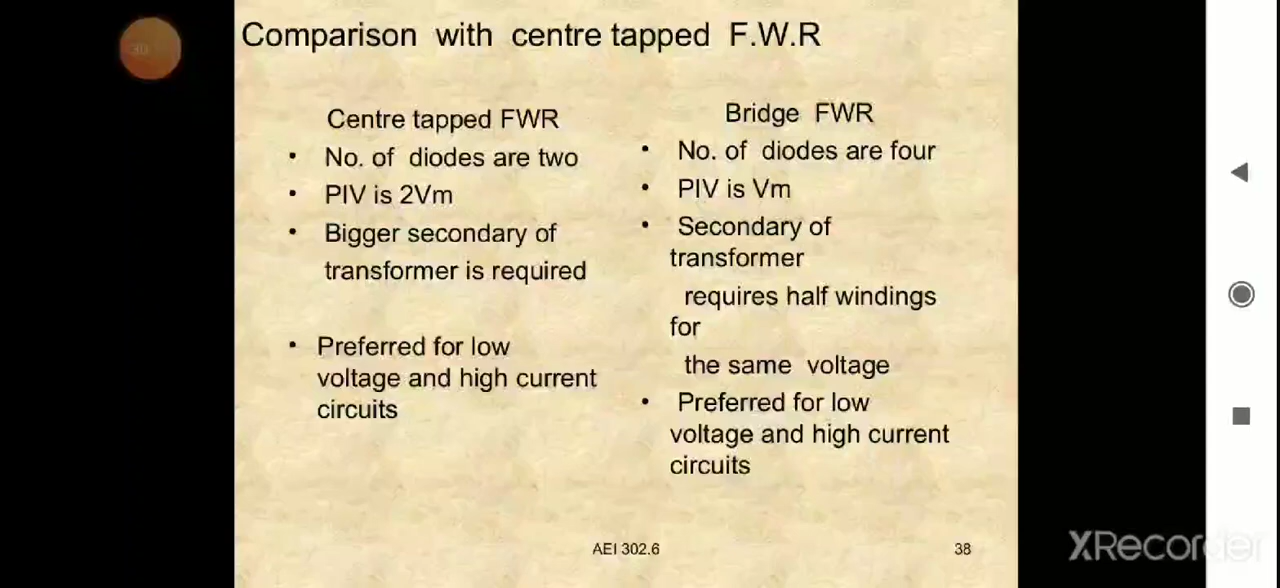 Comparison with centre tapped F.W.R
Centre tapped FWR
• No. of diodes are two
• PIV is 2Vm
• Bigger secondary of
transformer is required
• Preferred for low
voltage and high current
circuits
Bridge FWR
• No. of diodes are four
• PIV is Vm
• Secondary of
transformer
requires half windings
for
the same voltage
• Preferred for low
voltage and high current
circuits
AEI 302.6
38
XRecorder